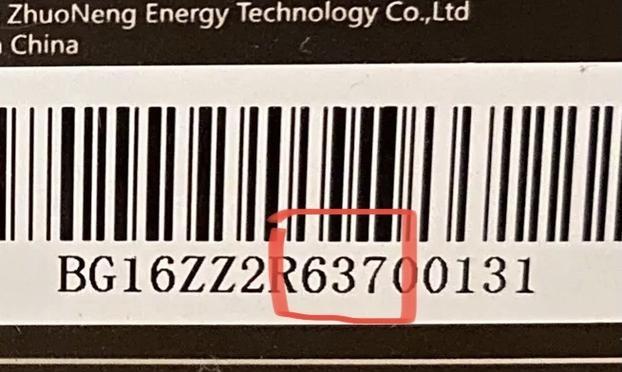 ZhuoNeng Energy Technology Co.,Ltd
China
BG16ZZ2R63700131